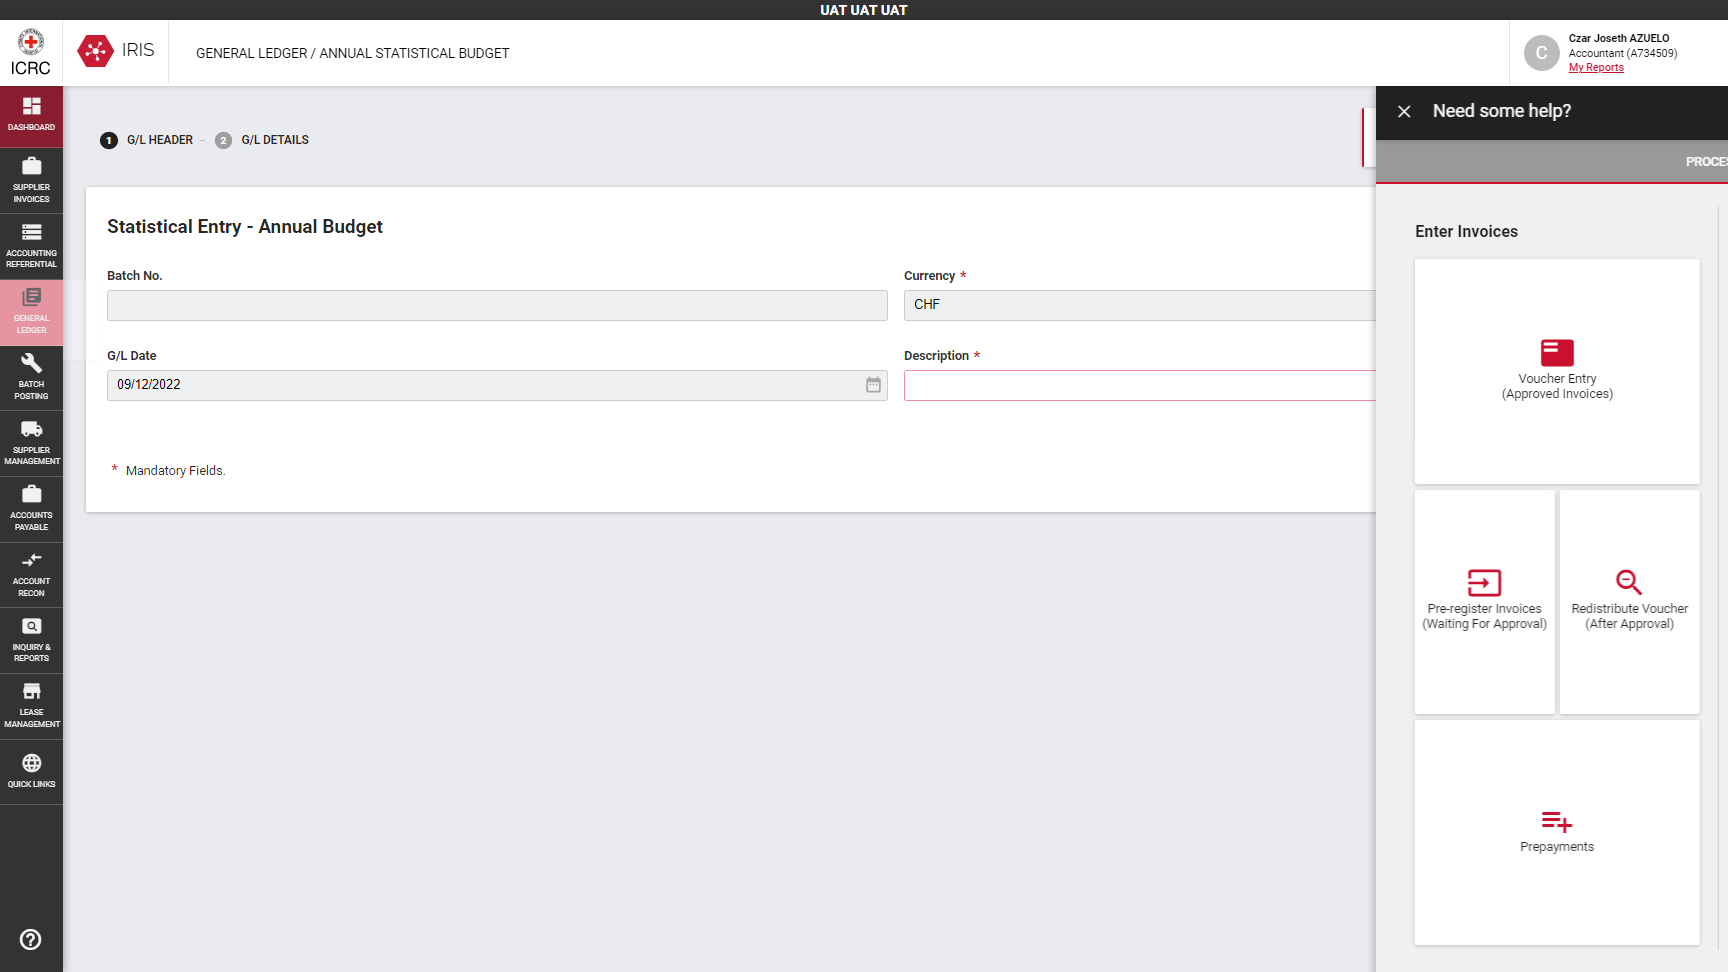 UAT UAT UAT
ICRC
IRIS
GENERAL LEDGER / ANNUAL STATISTICAL BUDGET
C
Czar Joseth AZUELO
Accountant (A734509)
My Reports
DASHBOARD
SUPPLIER
INVOICES
ACCOUNTING
REFERENTIAL
GENERAL
LEDGER
BATCH
POSTING
SUPPLIER
MANAGEMENT
ACCOUNTS
PAYABLE
ACCOUNT
RECON
INQUIRY &
REPORTS
LEASE
MANAGEMENT
QUICK LINKS
1 G/L HEADER – 2 G/L DETAILS
Statistical Entry - Annual Budget
Batch No.
Currency *
CHF
G/L Date
09/12/2022
Description *
* Mandatory Fields.
Need some help?
PROCES
Enter Invoices
Voucher Entry
(Approved Invoices)
Pre-register Invoices
(Waiting For Approval)
Redistribute Voucher
(After Approval)
Prepayments